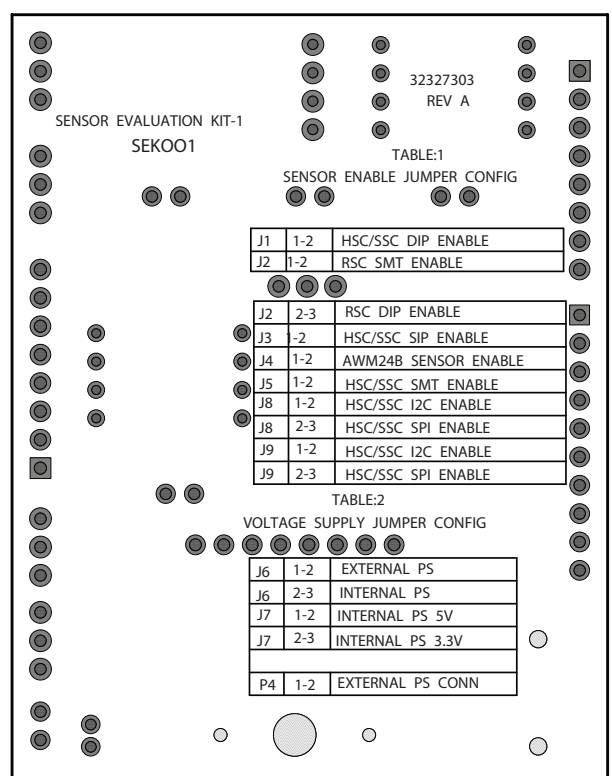 32327303
REV A
SENSOR EVALUATION KIT-1
SEKOO1
TABLE:1
SENSOR ENABLE JUMPER CONFIG
J1 1-2 HSC/SSC DIP ENABLE
J2 1-2 RSC SMT ENABLE
J2 2-3 RSC DIP ENABLE
J3 1-2 HSC/SSC SIP ENABLE
J4 1-2 AWM24B SENSOR ENABLE
J5 1-2 HSC/SSC SMT ENABLE
J8 1-2 HSC/SSC I2C ENABLE
J8 2-3 HSC/SSC SPI ENABLE
J9 1-2 HSC/SSC I2C ENABLE
J9 2-3 HSC/SSC SPI ENABLE
TABLE:2
VOLTAGE SUPPLY JUMPER CONFIG
J6 1-2 EXTERNAL PS
J6 2-3 INTERNAL PS
J7 1-2 INTERNAL PS 5V
J7 2-3 INTERNAL PS 3.3V
P4 1-2 EXTERNAL PS CONN